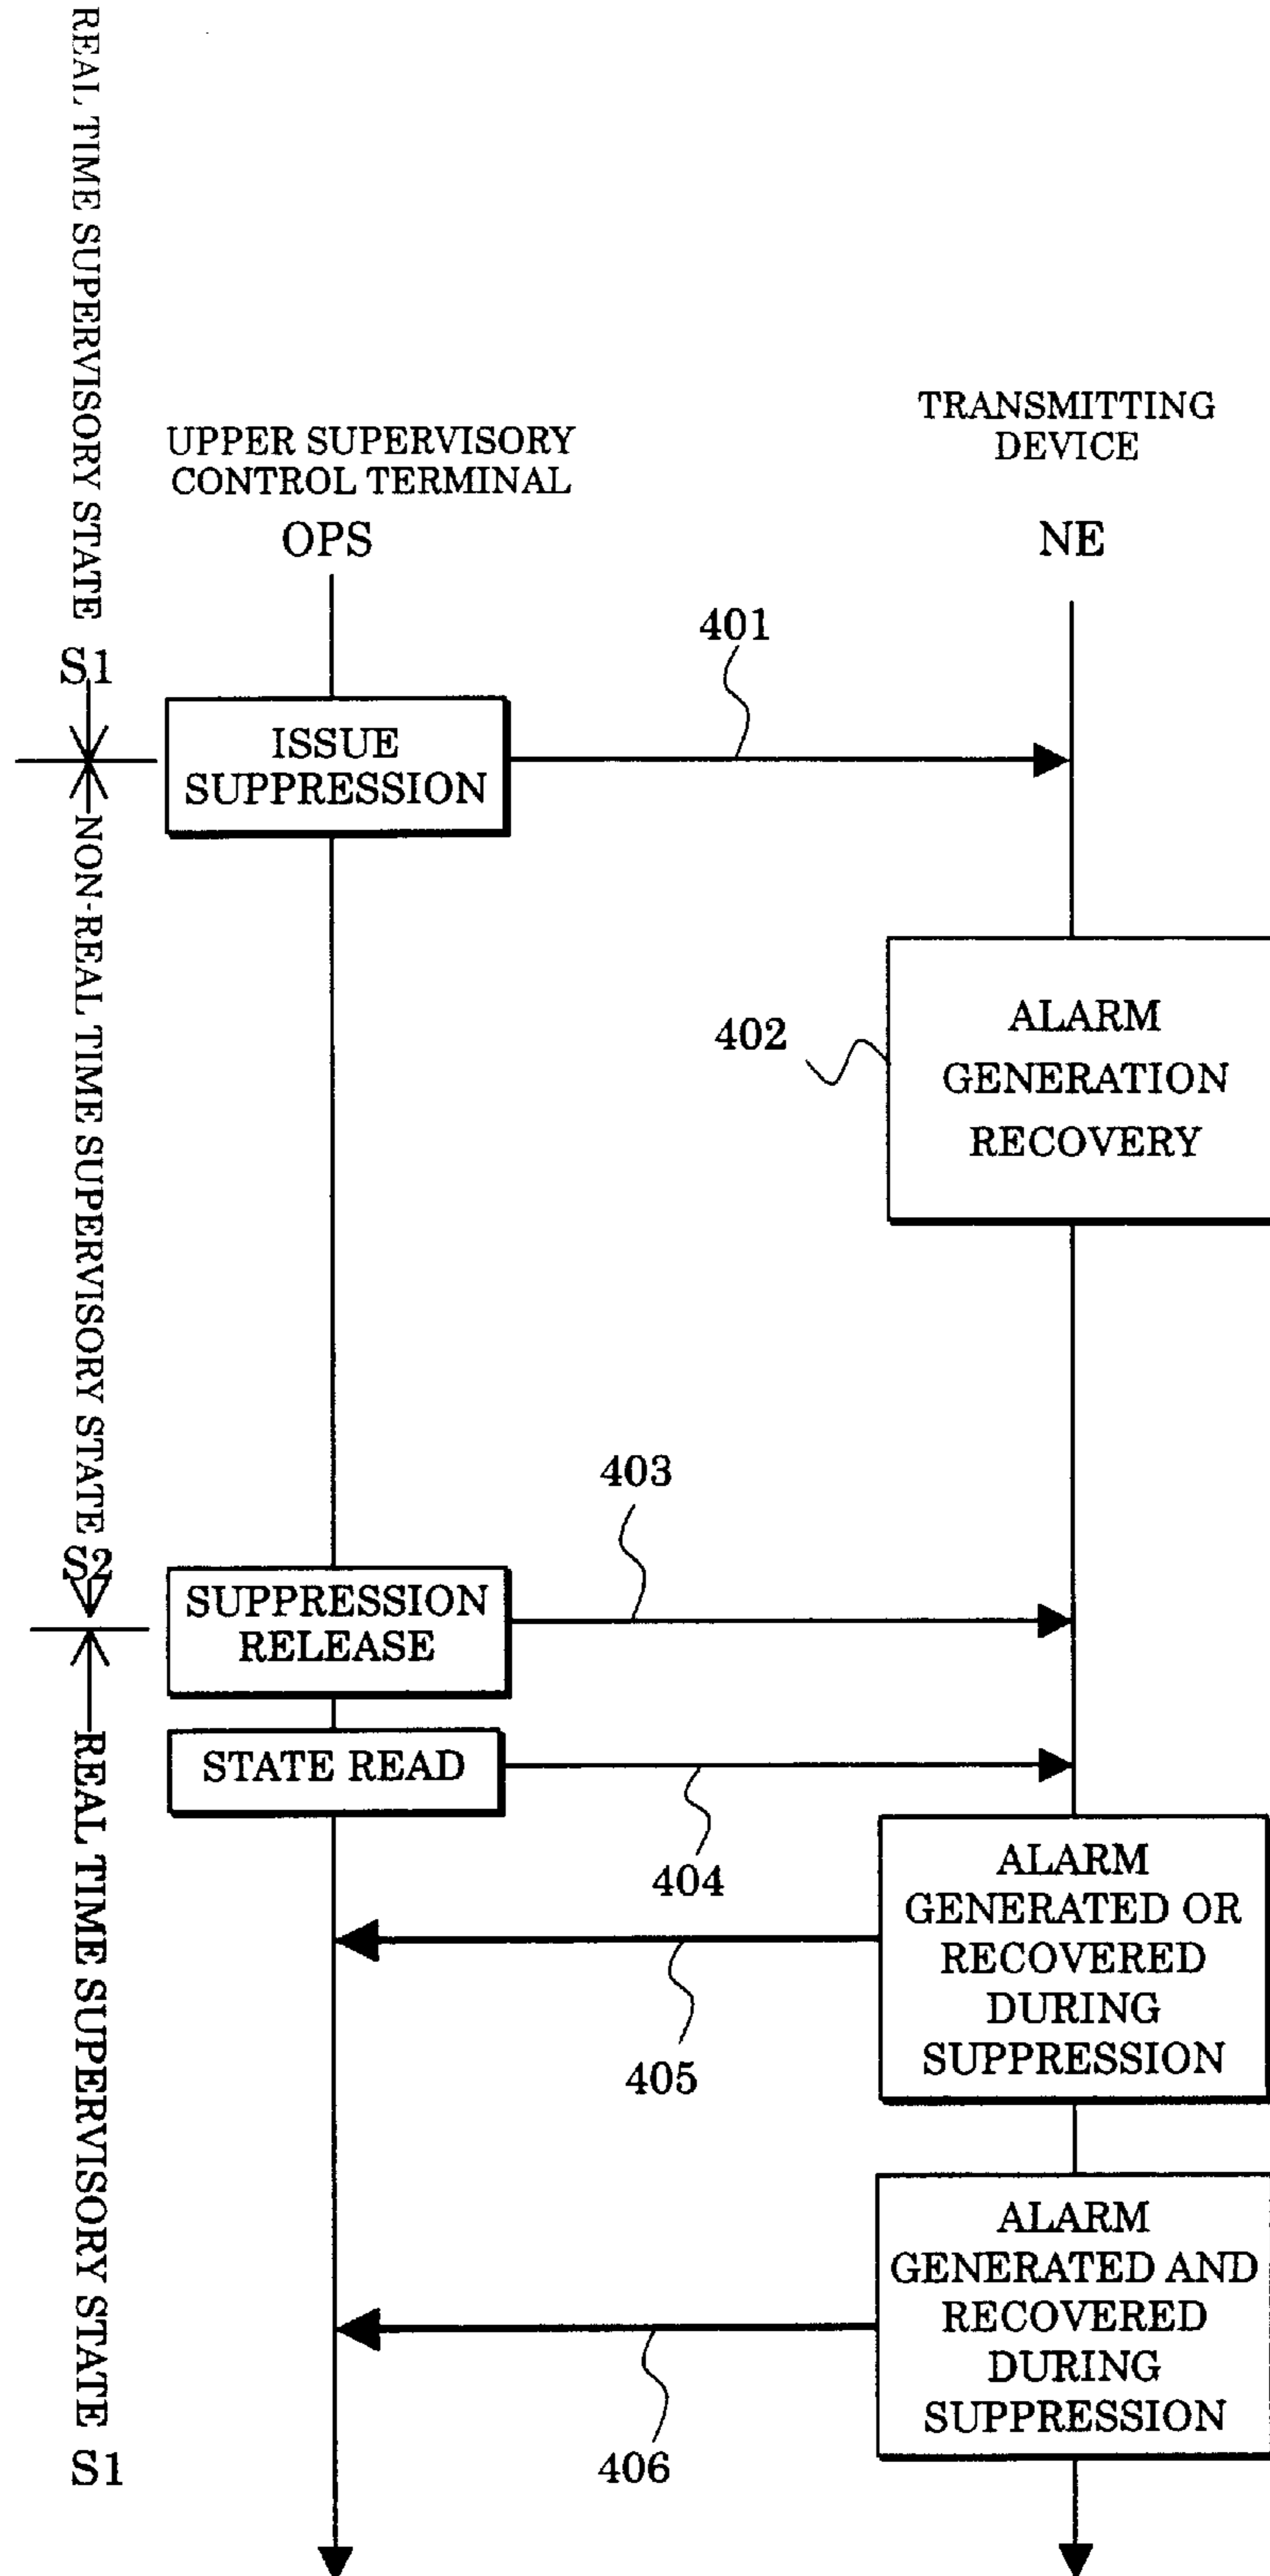 REAL TIME SUPERVISORY STATE S1
UPPER SUPERVISORY
CONTROL TERMINAL
OPS
TRANSMITTING
DEVICE
NE
401
ISSUE
SUPPRESSION
NON-REAL TIME SUPERVISORY STATE S2
402
ALARM
GENERATION
RECOVERY
403
SUPPRESSION
RELEASE
REAL TIME SUPERVISORY STATE S1
STATE READ
404
ALARM
GENERATED OR
RECOVERED
DURING
SUPPRESSION
405
ALARM
GENERATED AND
RECOVERED
DURING
SUPPRESSION
406